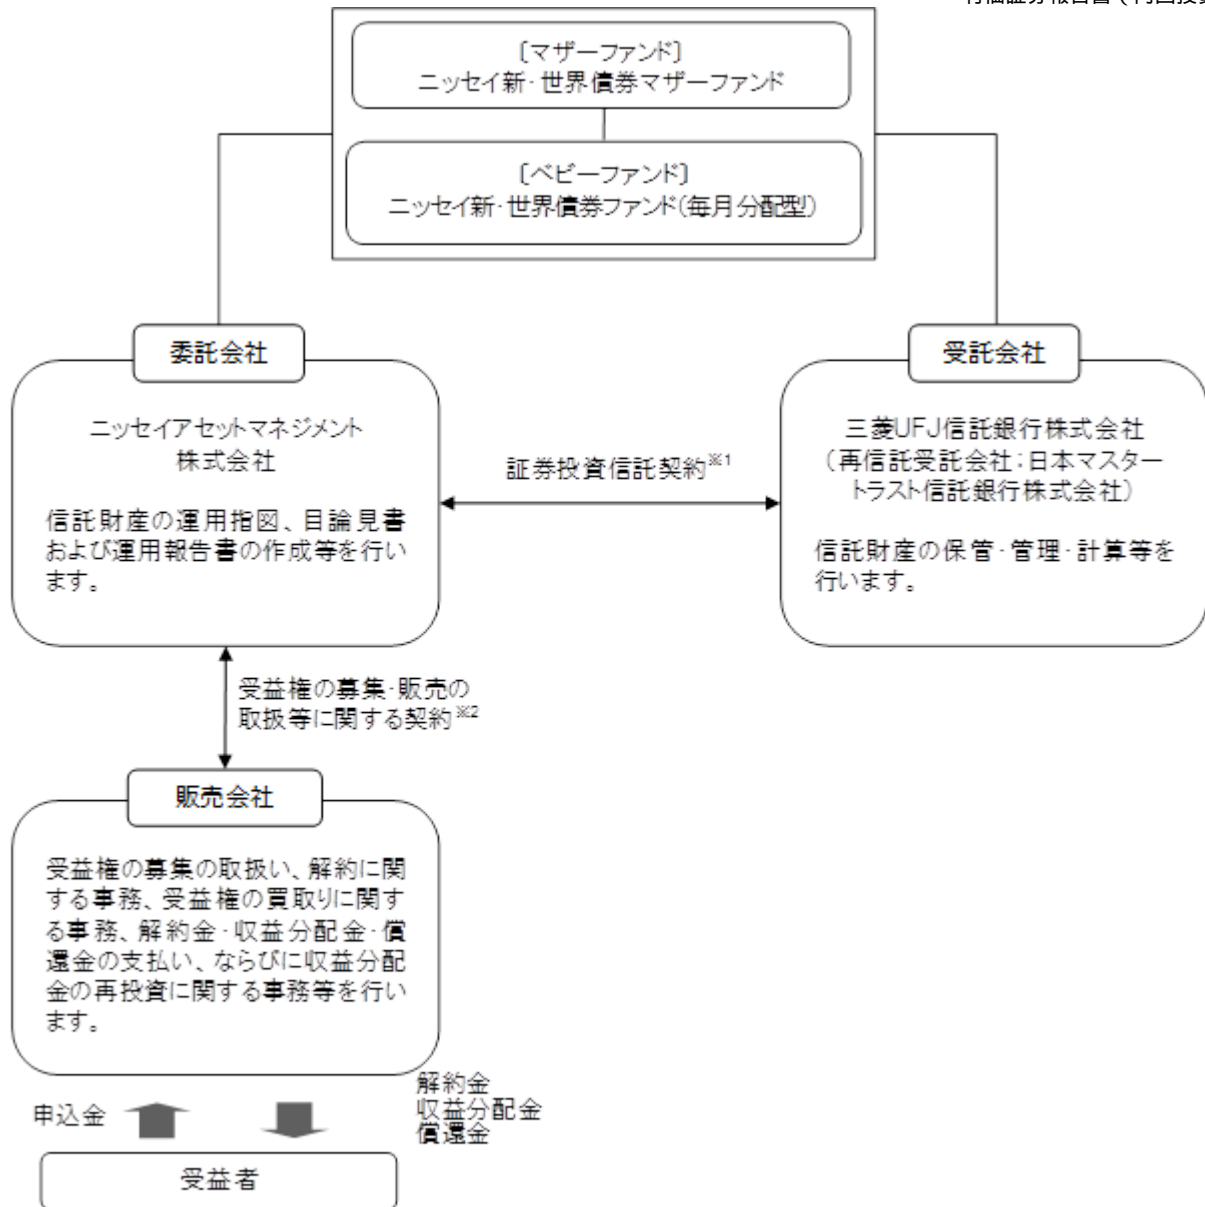 〔マザーファンド〕
ニッセイ新・世界債券マザーファンド
〔ベビーファンド〕
ニッセイ新・世界債券ファンド(毎月分配型)
委託会社
ニッセイアセットマネジメント
株式会社
信託財産の運用指図、目論見書
および運用報告書の作成等を行い
ます。
証券投資信託契約※1
受託会社
三菱UFJ信託銀行株式会社
(再信託受託会社:日本マスター
トラスト信託銀行株式会社)
信託財産の保管・管理・計算等を
行います。
受益権の募集・販売の
取扱等に関する契約※2
販売会社
受益権の募集の取扱い、解約に関
する事務、受益権の買取りに関す
る事務、解約金・収益分配金・償
還金の支払い、ならびに収益分配
金の再投資に関する事務等を行い
ます。
申込金
解約金
収益分配金
償還金
受益者